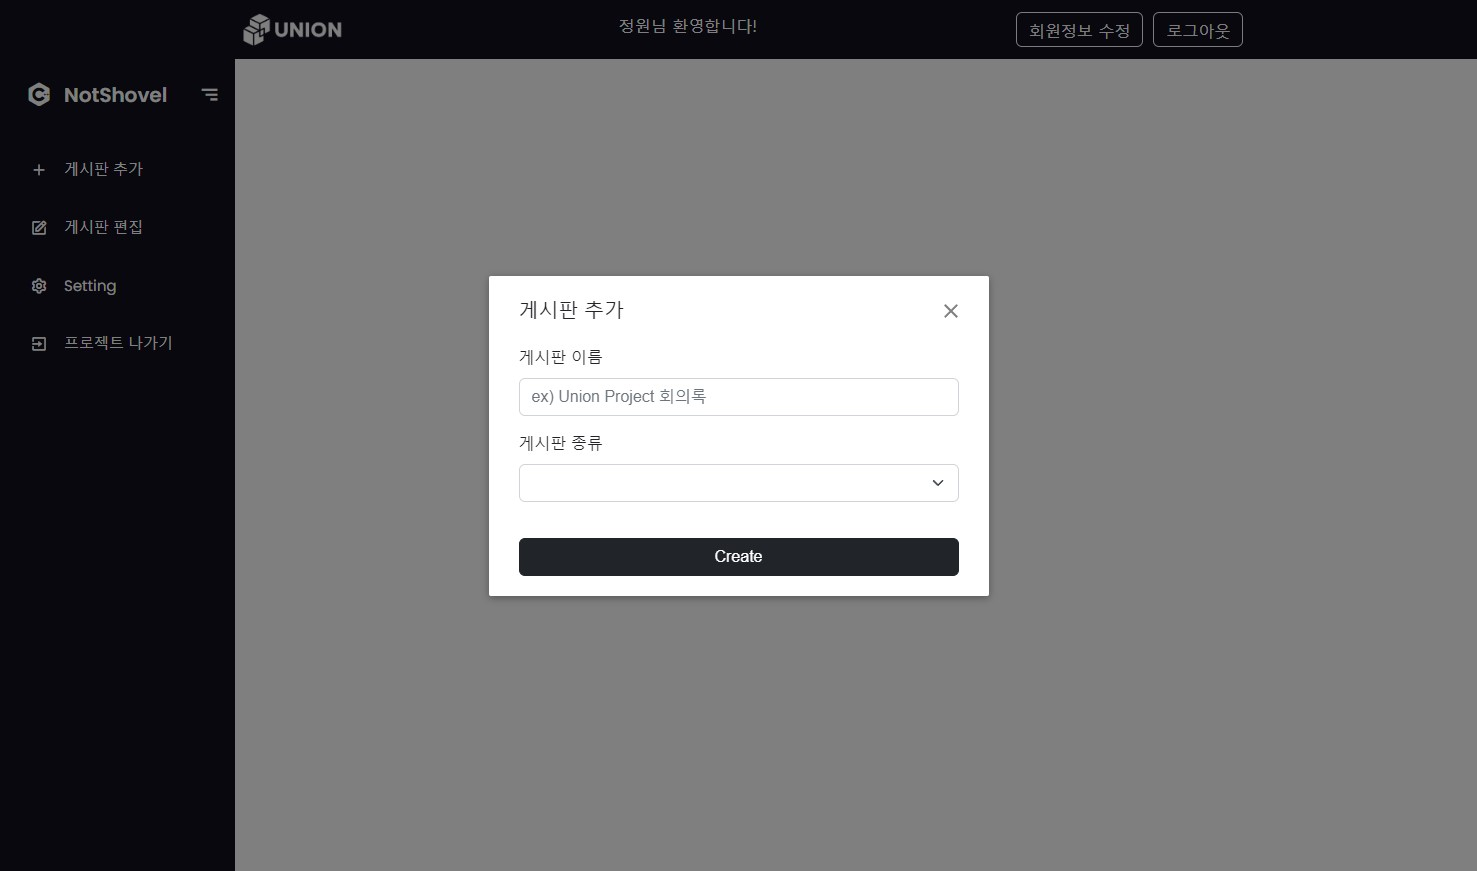 UNION
정원님 환영합니다!
회원정보 수정
로그아웃
NotShovel
게시판 추가
게시판 편집
Setting
프로젝트 나가기
게시판 추가
게시판 이름
ex) Union Project 회의록
게시판 종류
Create